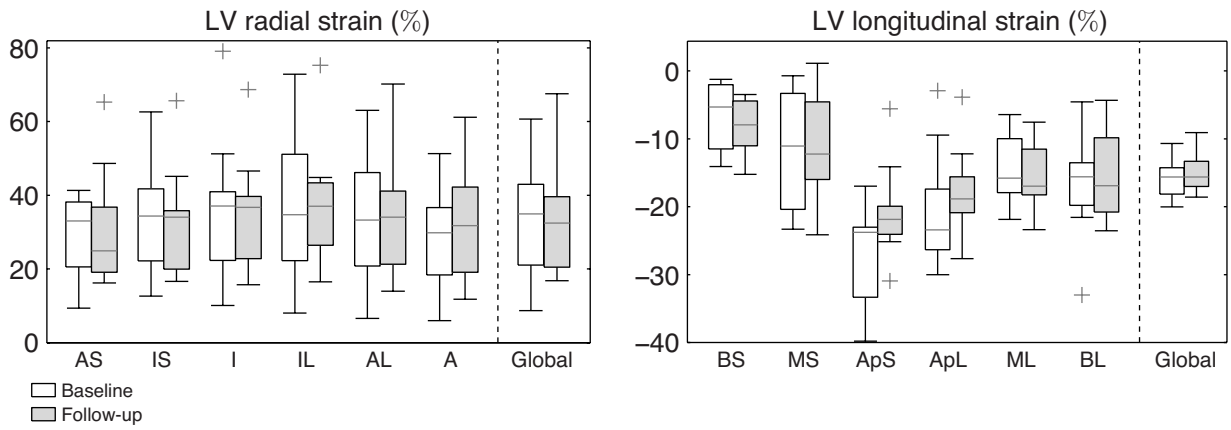 LV radial strain (%)
80
60
40
20
0
AS IS I IL AL A Global
Baseline
Follow-up
LV longitudinal strain (%)
0
−10
−20
−30
−40
BS MS ApS ApL ML BL Global